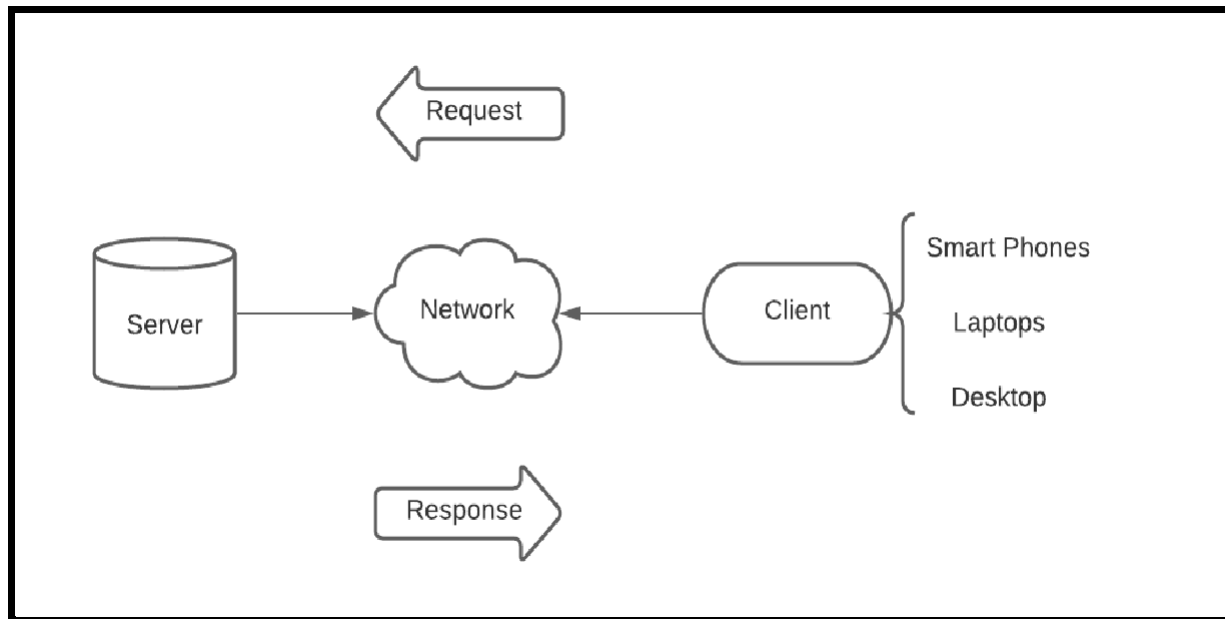 Request
Server
Network
Client
Smart Phones
Laptops
Desktop
Response